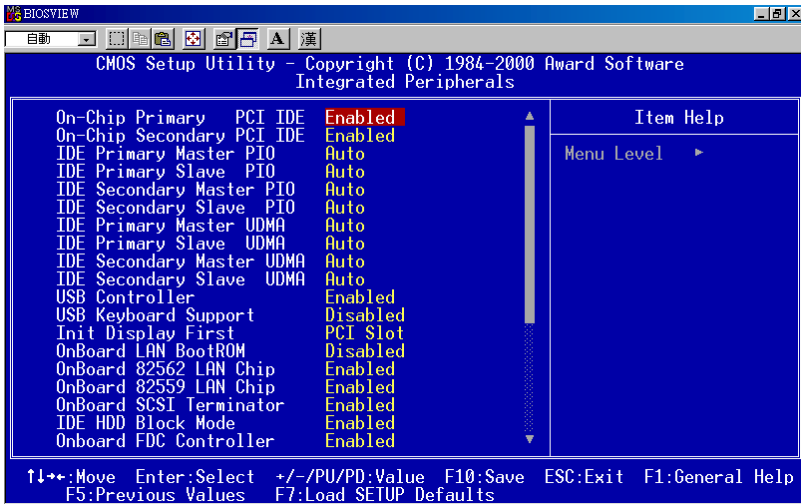 BIOSVIEW
自動
A 漢
CMOS Setup Utility - Copyright (C) 1984-2000 Award Software
Integrated Peripherals
On-Chip Primary PCI IDE Enabled
On-Chip Secondary PCI IDE Enabled
IDE Primary Master PIO Auto
IDE Primary Slave PIO Auto
IDE Secondary Master PIO Auto
IDE Secondary Slave PIO Auto
IDE Primary Master UDMA Auto
IDE Primary Slave UDMA Auto
IDE Secondary Master UDMA Auto
IDE Secondary Slave UDMA Auto
USB Controller Enabled
USB Keyboard Support Disabled
Init Display First PCI Slot
OnBoard LAN BootROM Disabled
OnBoard 82562 LAN Chip Enabled
OnBoard 82559 LAN Chip Enabled
OnBoard SCSI Terminator Enabled
IDE HDD Block Mode Enabled
Onboard FDC Controller Enabled
Item Help
Menu Level ►
↑↓→←:Move Enter:Select +/-/PU/PD:Value F10:Save ESC:Exit F1:General Help
F5:Previous Values F7:Load SETUP Defaults